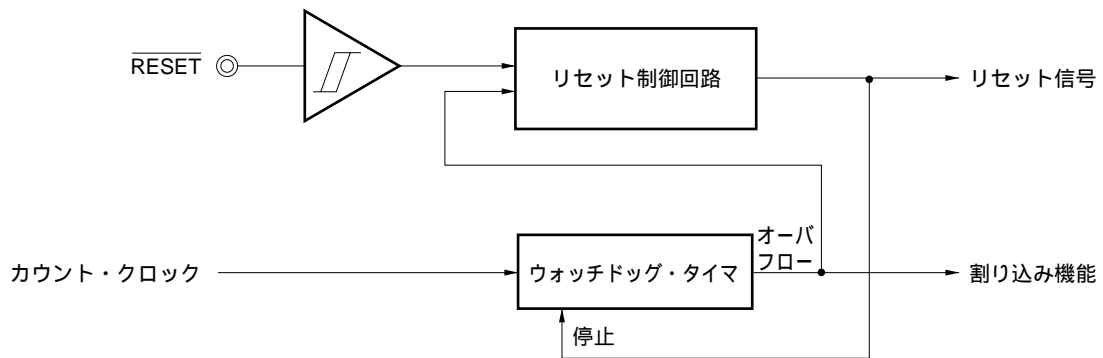 RESET
リセット制御回路
リセット信号
オーバ
フロー
カウント・クロック
ウォッチドッグ・タイマ
割り込み機能
停止